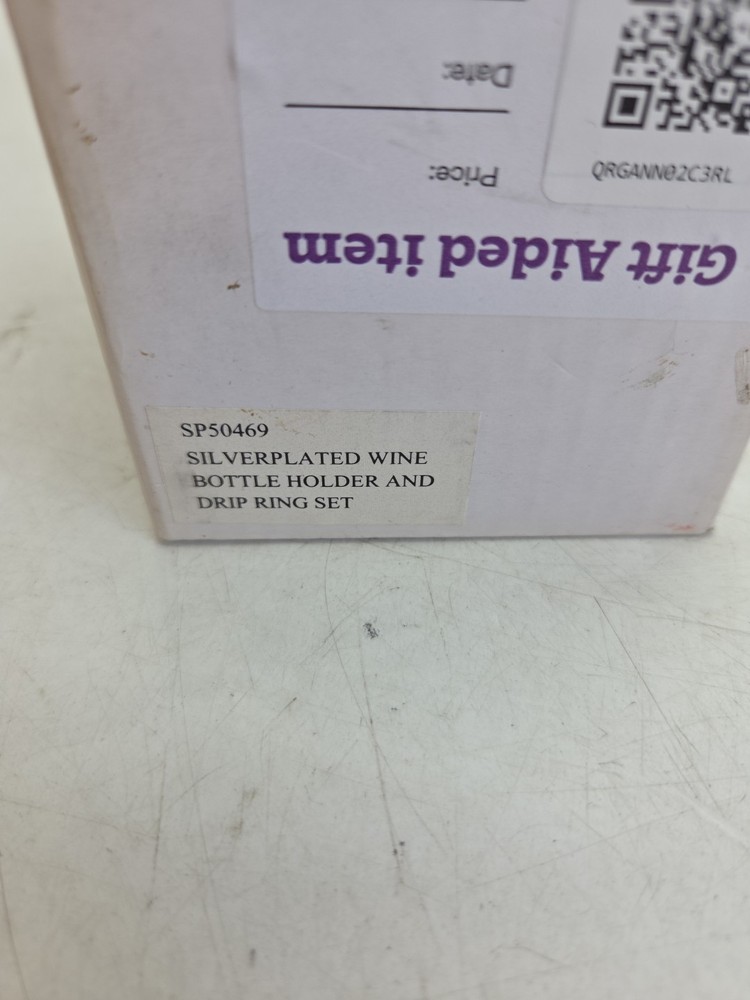 Gift Aided item
Price:
Date:
QRGANN02C3RL
SP50469
SILVERPLATED WINE
BOTTLE HOLDER AND
DRIP RING SET